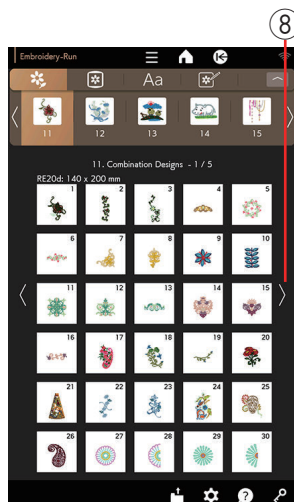 8
Embroidery-Run
Aa
11 12 13 14 15
11. Combination Designs - 1 / 5
RE20d: 140 x 200 mm
1 2 3 4 5
6 7 8 9 10
11 12 13 14 15
16 17 18 19 20
21 22 23 24 25
26 27 28 29 30
?